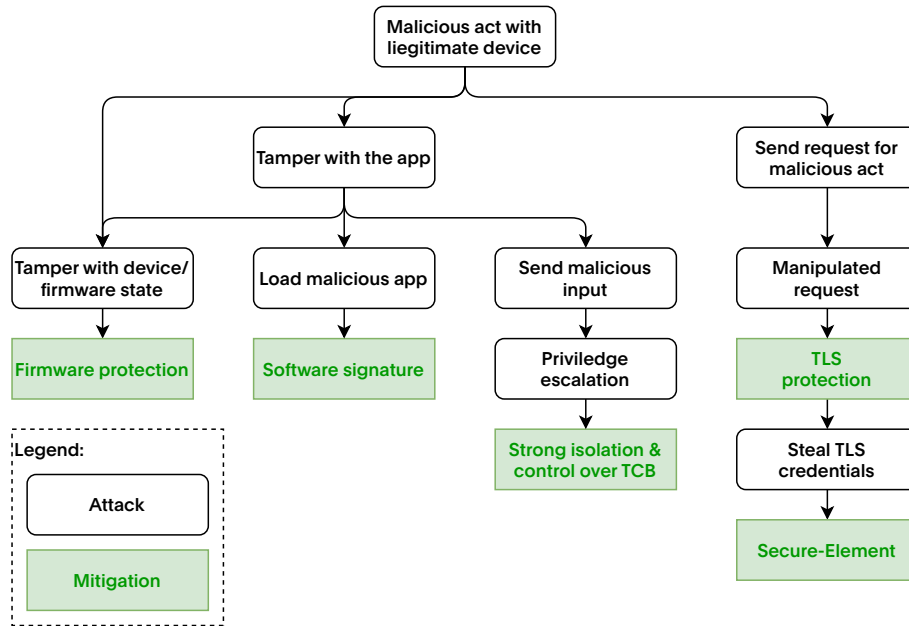 Malicious act with
liegitimate device
Tamper with the app
Send request for
malicious act
Tamper with device/
firmware state
Load malicious app
Send malicious
input
Manipulated
request
Firmware protection
Software signature
Priviledge
escalation
TLS
protection
Strong isolation &
control over TCB
Steal TLS
credentials
Secure-Element
Legend:
Attack
Mitigation